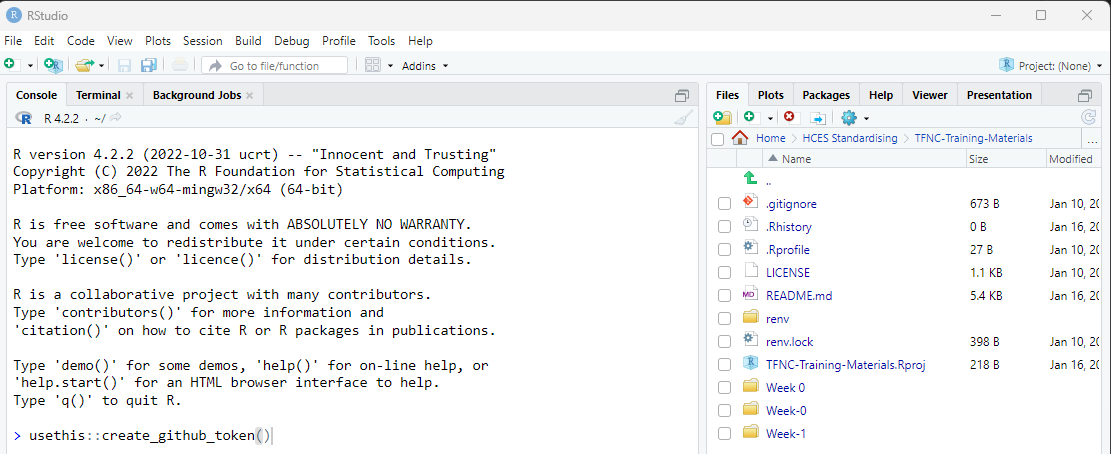 RStudio
File Edit Code View Plots Session Build Debug Profile Tools Help
Go to file/function Addins Project: (None)
Console Terminal Background Jobs
R 4.2.2 · ~/
R version 4.2.2 (2022-10-31 ucrt) -- "Innocent and Trusting"
Copyright (C) 2022 The R Foundation for Statistical Computing
Platform: x86_64-w64-mingw32/x64 (64-bit)
R is free software and comes with ABSOLUTELY NO WARRANTY.
You are welcome to redistribute it under certain conditions.
Type 'license()' or 'licence()' for distribution details.
R is a collaborative project with many contributors.
Type 'contributors()' for more information and
'citation()' on how to cite R or R packages in publications.
Type 'demo()' for some demos, 'help()' for on-line help, or
'help.start()' for an HTML browser interface to help.
Type 'q()' to quit R.
> usethis::create_github_token()
Files Plots Packages Help Viewer Presentation
Home HCES Standardising TFNC-Training-Materials ...
Name Size Modified
..
.gitignore 673 B Jan 10, 20
.Rhistory 0 B Jan 16, 20
.Rprofile 27 B Jan 10, 20
LICENSE 1.1 KB Jan 10, 20
README.md 5.4 KB Jan 16, 20
renv
renv.lock 398 B Jan 10, 20
TFNC-Training-Materials.Rproj 218 B Jan 16, 20
Week 0
Week-0
Week-1